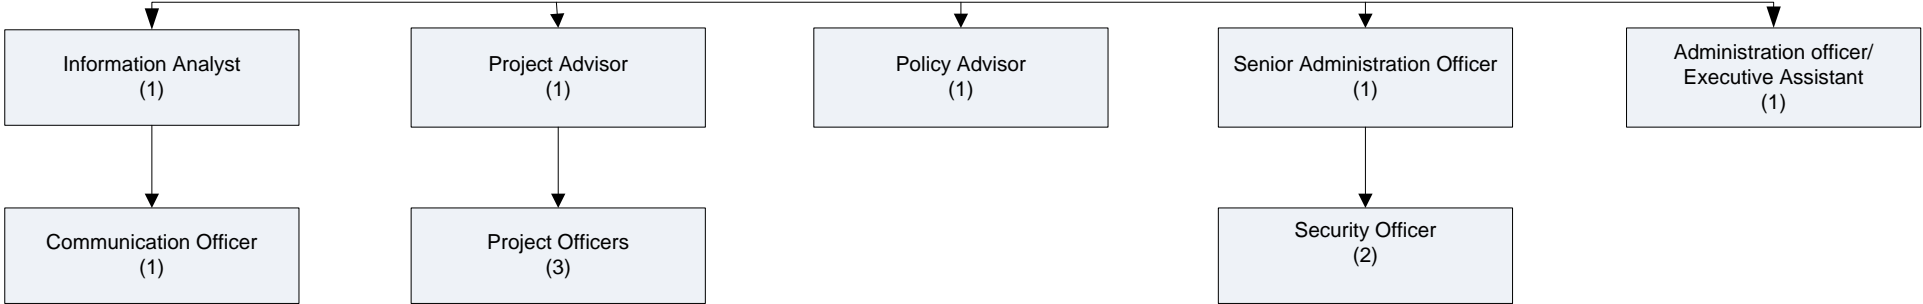 Information Analyst
(1)
Project Advisor
(1)
Policy Advisor
(1)
Senior Administration Officer
(1)
Administration officer/
Executive Assistant
(1)
Communication Officer
(1)
Project Officers
(3)
Security Officer
(2)